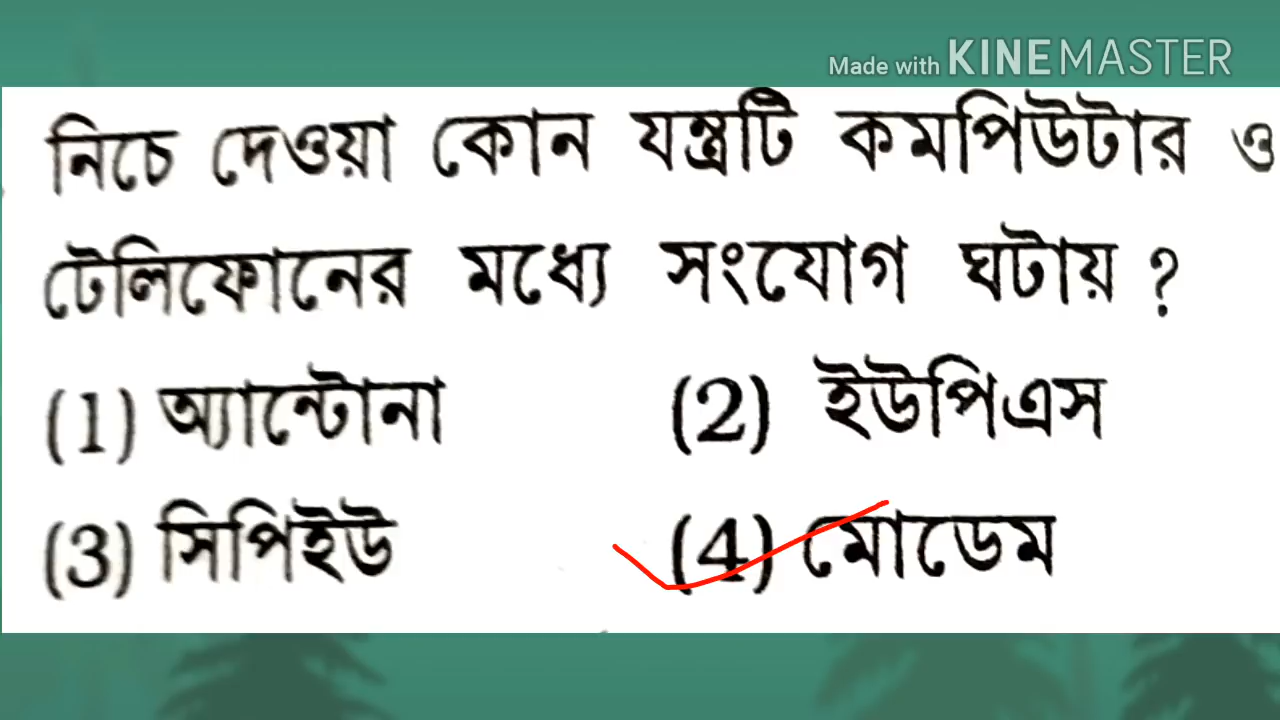 Made with KINEMASTER
নিচে দেওয়া কোন যন্ত্রটি কমপিউটার ও
টেলিফোনের মধ্যে সংযোগ ঘটায় ?
(1) অ্যান্টোনা (2) ইউপিএস
(3) সিপিইউ (4) মোডেম